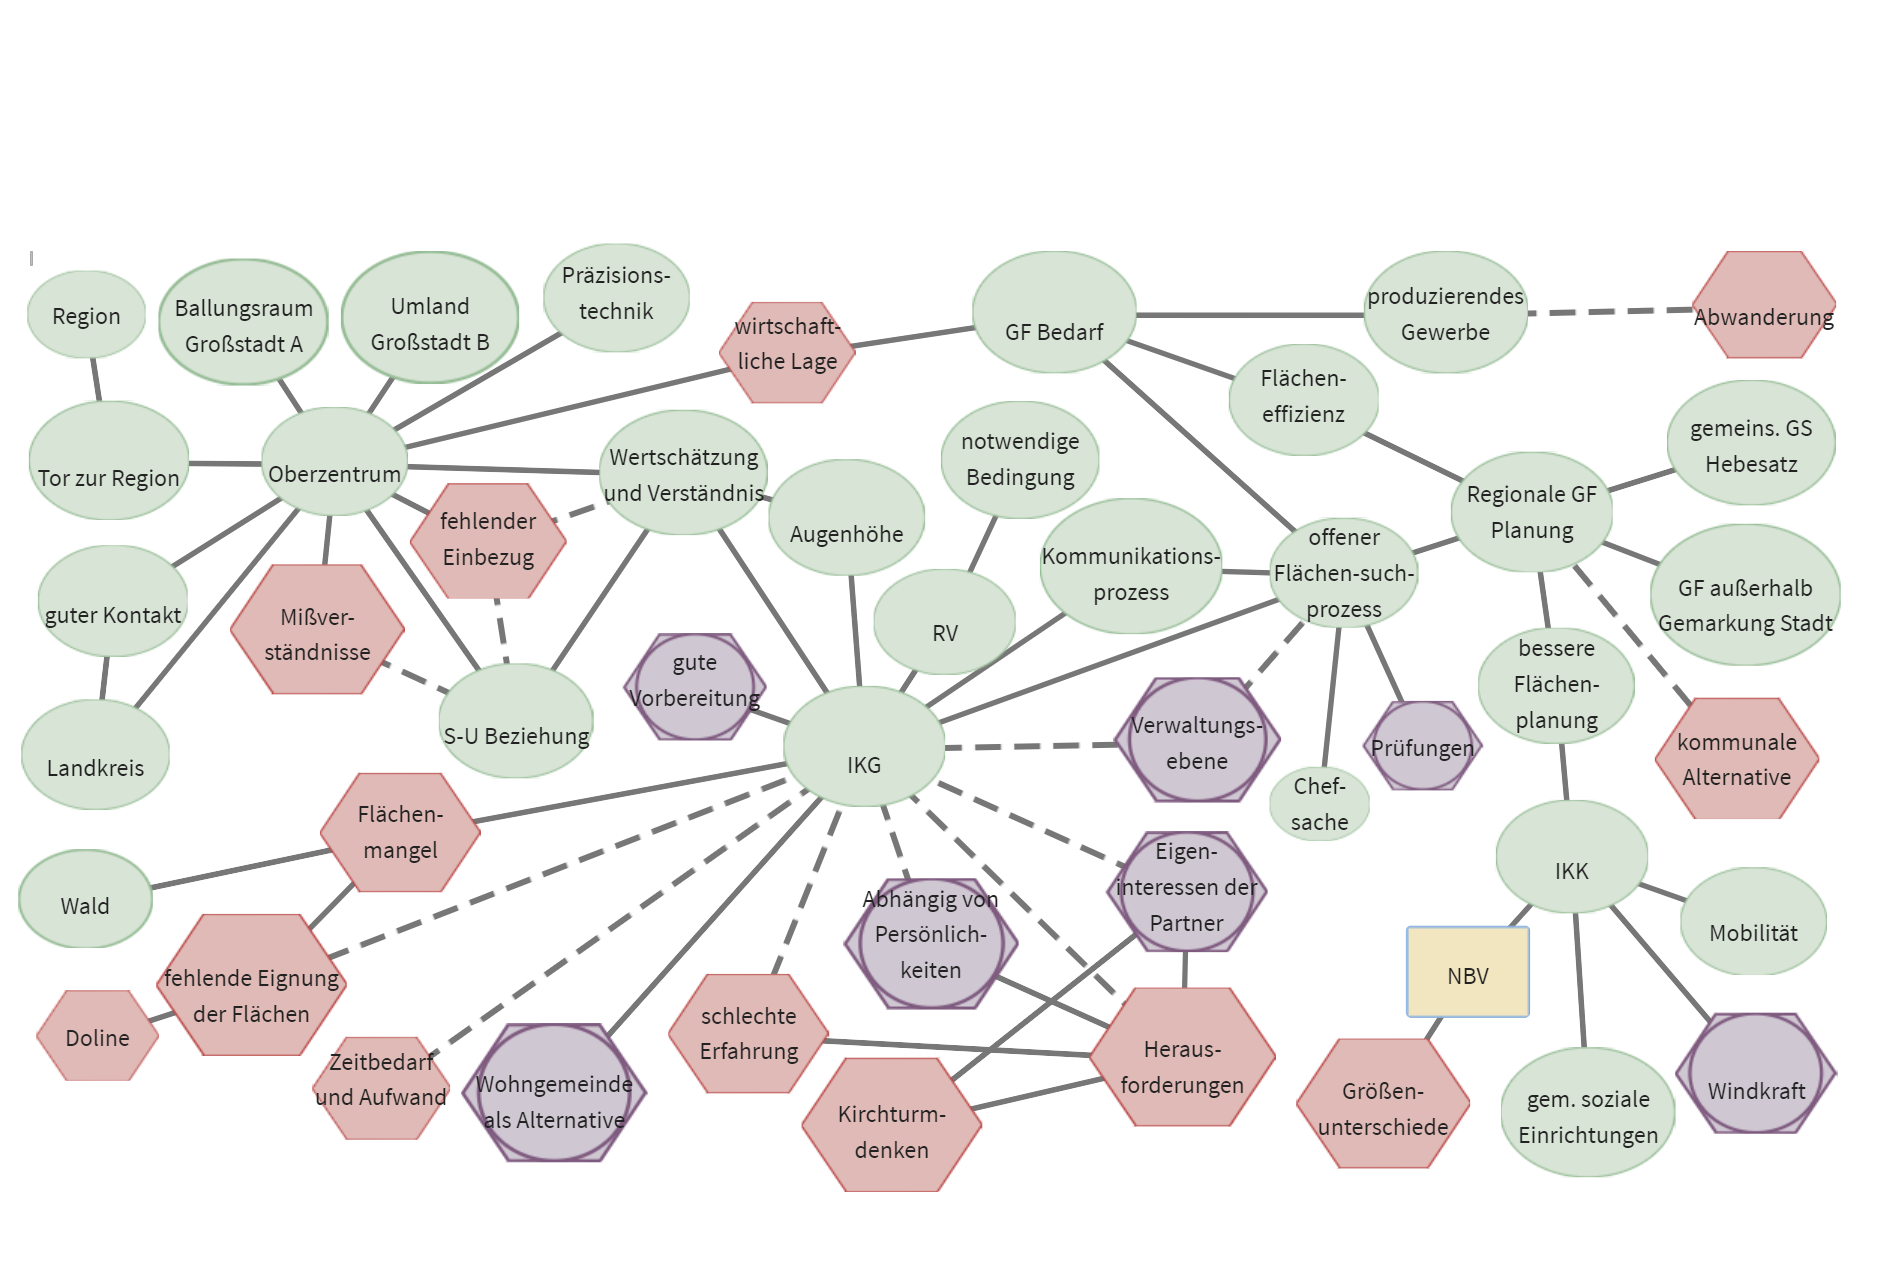 Region
Ballungsraum
Großstadt A
Umland
Großstadt B
Präzisions-
technik
wirtschaft-
liche Lage
GF Bedarf
produzierendes
Gewerbe
Abwanderung
Flächen-
effizienz
Tor zur Region
Oberzentrum
Wertschätzung
und Verständnis
fehlender
Einbezug
Augenhöhe
notwendige
Bedingung
Kommunikations-
prozess
offener
Flächen-such-
prozess
Regionale GF
Planung
gemeins. GS
Hebesatz
GF außerhalb
Gemarkung Stadt
guter Kontakt
Mißver-
ständnisse
S-U Beziehung
gute
Vorbereitung
RV
IKG
Verwaltungs-
ebene
Prüfungen
Chef-
sache
bessere
Flächen-
planung
kommunale
Alternative
Landkreis
Flächen-
mangel
Wald
fehlende Eignung
der Flächen
Doline
Zeitbedarf
und Aufwand
Wohngemeinde
als Alternative
schlechte
Erfahrung
Abhängig von
Persönlich-
keiten
Eigen-
interessen der
Partner
Heraus-
forderungen
Kirchturm-
denken
IKK
Mobilität
NBV
Größen-
unterschiede
gem. soziale
Einrichtungen
Windkraft